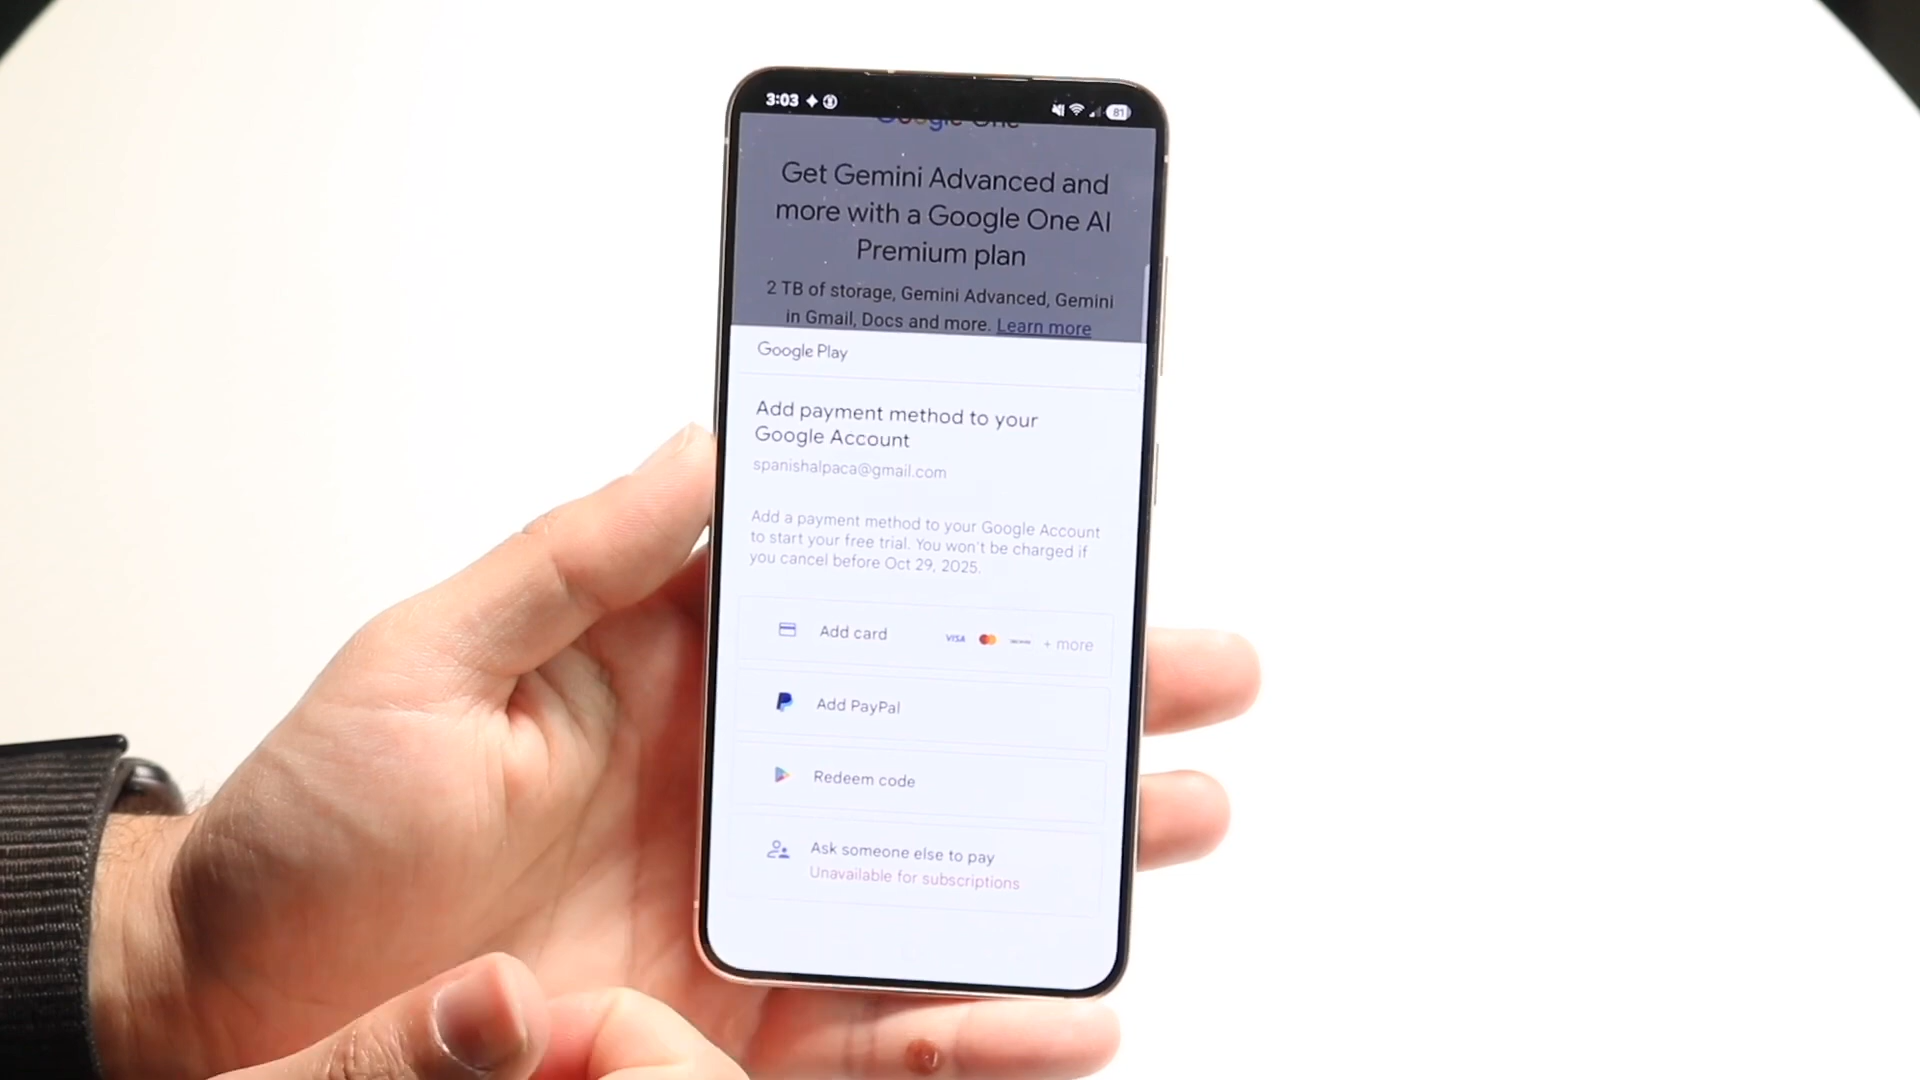 3:03
81
Google One
Get Gemini Advanced and
more with a Google One AI
Premium plan
2 TB of storage, Gemini Advanced, Gemini
in Gmail, Docs and more. Learn more
Google Play
Add payment method to your
Google Account
spanishalpaca@gmail.com
Add a payment method to your Google Account
to start your free trial. You won't be charged if
you cancel before Oct 29, 2025.
Add card VISA + more
Add PayPal
Redeem code
Ask someone else to pay
Unavailable for subscriptions